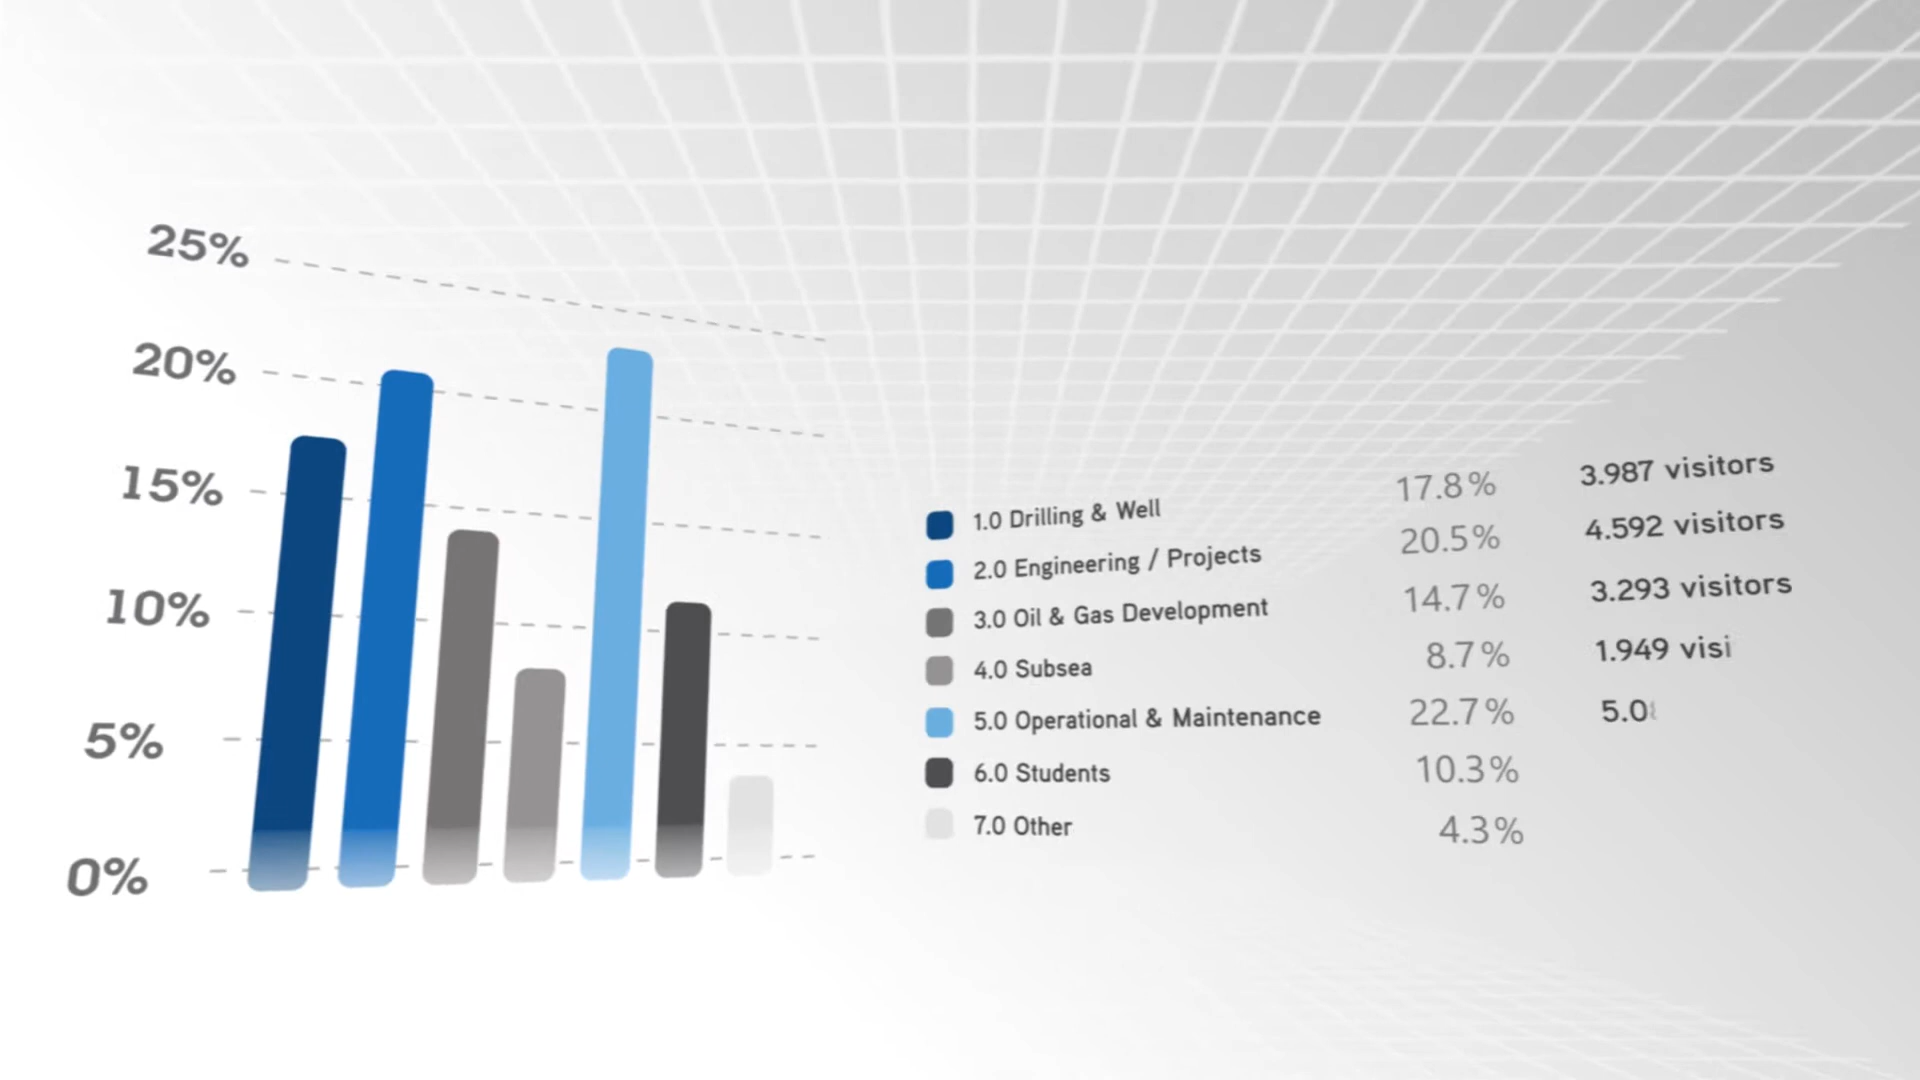 25%
20%
15%
10%
5%
0%
1.0 Drilling & Well 17.8% 3.987 visitors
2.0 Engineering / Projects 20.5% 4.592 visitors
3.0 Oil & Gas Development 14.7% 3.293 visitors
4.0 Subsea 8.7% 1.949 visi
5.0 Operational & Maintenance 22.7% 5.0
6.0 Students 10.3%
7.0 Other 4.3%